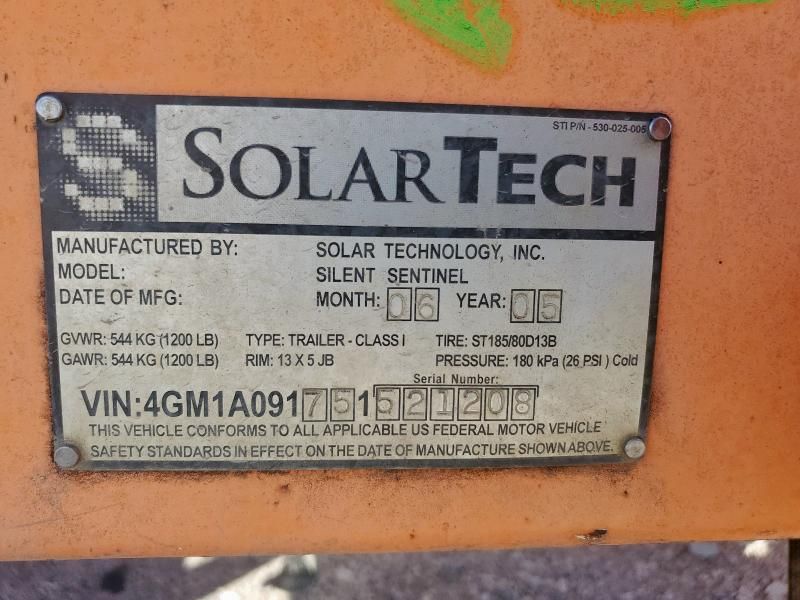 STI P/N - 530-025-005
SOLARTECH
MANUFACTURED BY: SOLAR TECHNOLOGY, INC.
MODEL: SILENT SENTINEL
DATE OF MFG: MONTH: 06 YEAR: 05
GVWR: 544 KG (1200 LB) TYPE: TRAILER - CLASS I TIRE: ST185/80D13B
GAWR: 544 KG (1200 LB) RIM: 13 X 5 JB PRESSURE: 180 kPa (26 PSI) Cold
Serial Number:
VIN:4GM1A091751521208
THIS VEHICLE CONFORMS TO ALL APPLICABLE US FEDERAL MOTOR VEHICLE
SAFETY STANDARDS IN EFFECT ON THE DATE OF MANUFACTURE SHOWN ABOVE.